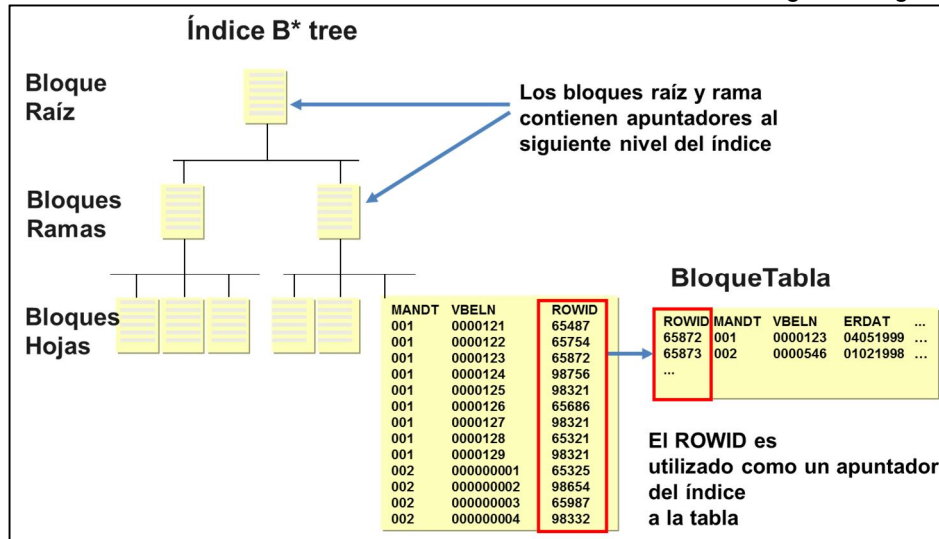 Índice B* tree
Bloque
Raíz
Los bloques raíz y rama
contienen apuntadores al
siguiente nivel del índice
Bloques
Ramas
Bloques
Hojas
MANDT VBELN ROWID
001 0000121 65487
001 0000122 65754
001 0000123 65872
001 0000124 98756
001 0000125 98321
001 0000126 65686
001 0000127 98321
001 0000128 65321
001 0000129 98321
002 000000001 65325
002 000000002 98654
002 000000003 65987
002 000000004 98332
BloqueTabla
ROWID MANDT VBELN ERDAT ...
65872 001 0000123 04051999 ...
65873 002 0000546 01021998 ...
...
El ROWID es
utilizado como un apuntador
del índice
a la tabla